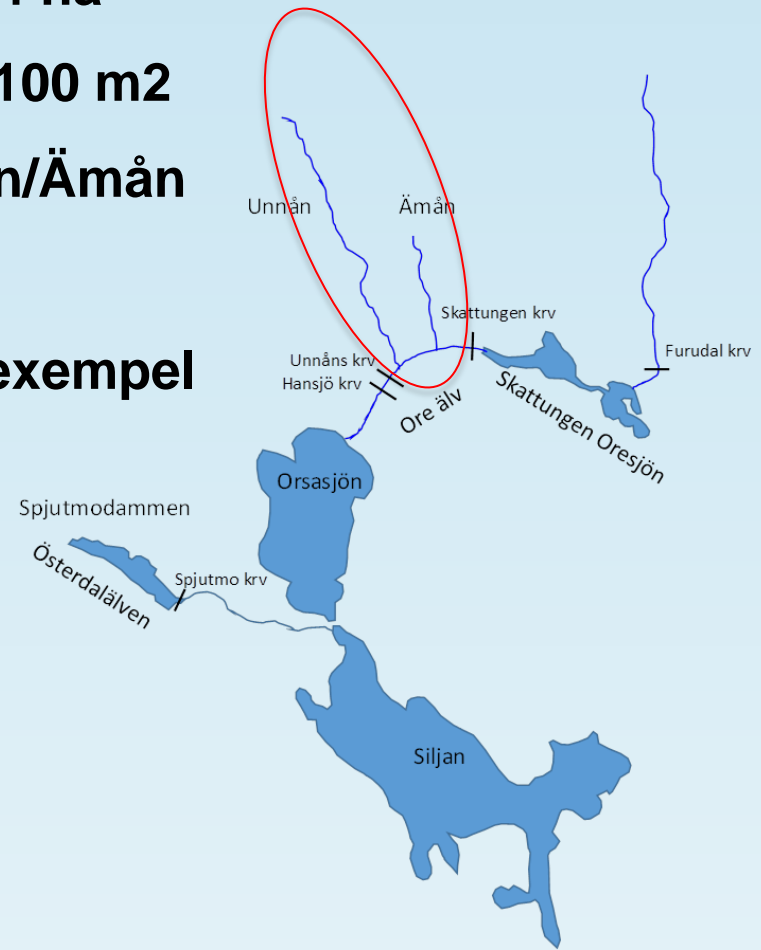 100 m2
n/Ämån
exempel
Unnån
Ämån
Skattungen krv
Furudal krv
Unnåns krv
Hansjö krv
Ore älv
Skattungen Oresjön
Orsasjön
Spjutmodammen
Österdalälven
Spjutmo krv
Siljan